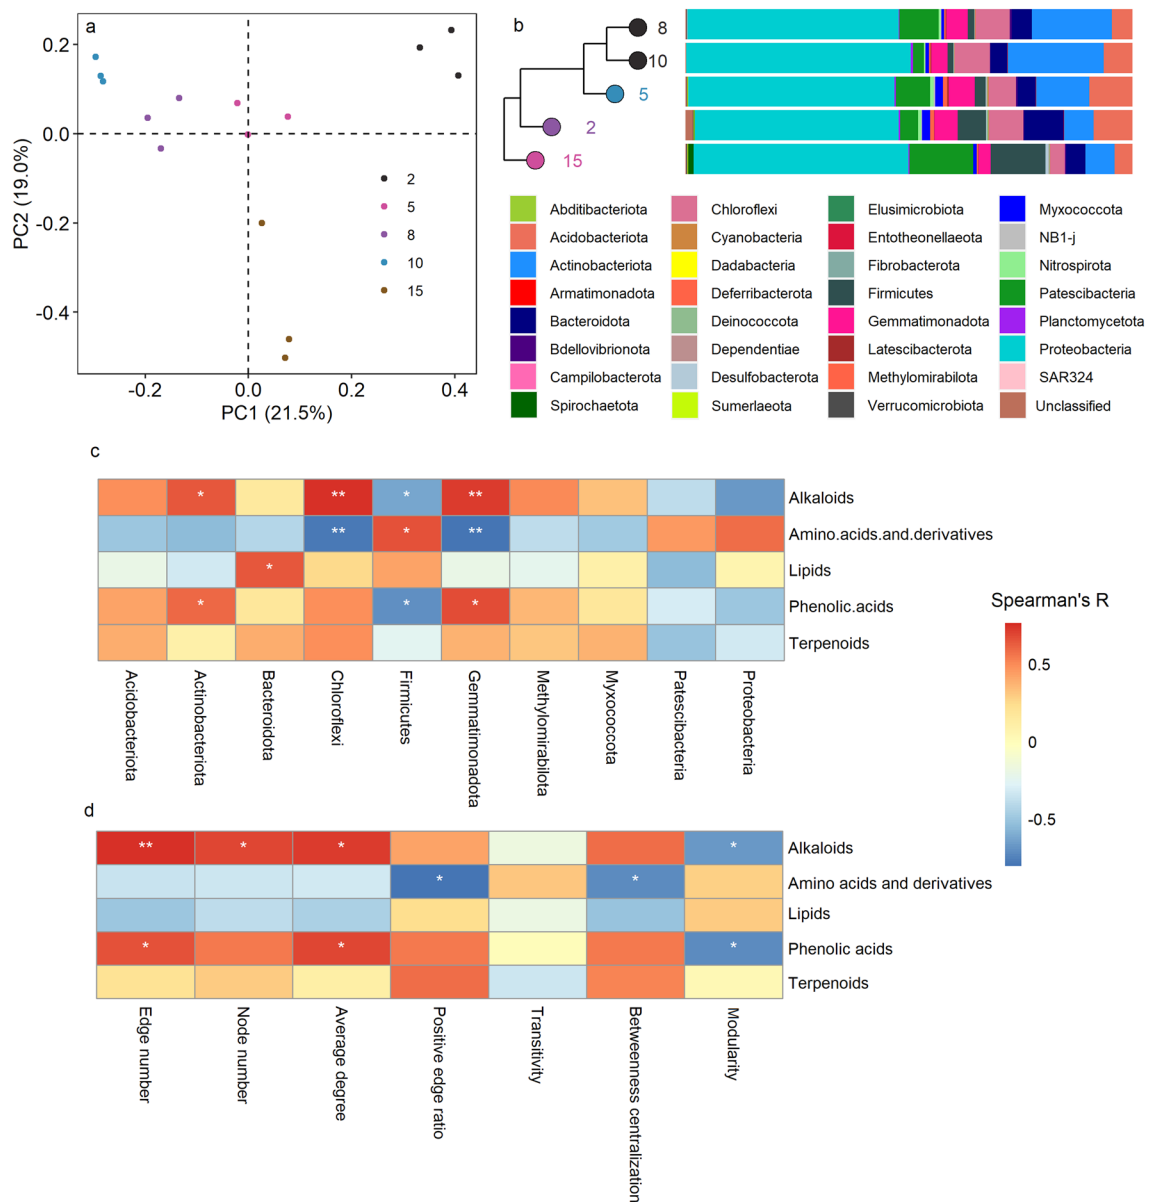 a
0.2
0.0
-0.2
-0.4
PC2 (19.0%)
-0.2
0.0
0.2
0.4
PC1 (21.5%)
2
5
8
10
15
b
8
10
5
2
15
Abditibacteriota
Acidobacteriota
Actinobacteriota
Armatimonadota
Bacteroidota
Bdellovibrionota
Campilobacterota
Spirochaetota
Chloroflexi
Cyanobacteria
Dadabacteria
Deferribacterota
Deinococcota
Dependentiae
Desulfobacterota
Sumerlaeota
Elusimicrobiota
Entotheonellaeota
Fibrobacterota
Firmicutes
Gemmatimonadota
Latescibacterota
Methylomirabilota
Verrucomicrobiota
Myxococcota
NB1-j
Nitrospirota
Patescibacteria
Planctomycetota
Proteobacteria
SAR324
Unclassified
c
* ** * **
Alkaloids
** * **
Amino.acids.and.derivatives
*
Lipids
* * *
Phenolic.acids
Terpenoids
Acidobacteriota
Actinobacteriota
Bacteroidota
Chloroflexi
Firmicutes
Gemmatimonadota
Methylomirabilota
Myxococcota
Patescibacteria
Proteobacteria
Spearman's R
0.5
0
-0.5
d
** * * *
Alkaloids
* *
Amino acids and derivatives
Lipids
* * *
Phenolic acids
Terpenoids
Edge number
Node number
Average degree
Positive edge ratio
Transitivity
Betweenness centralization
Modularity